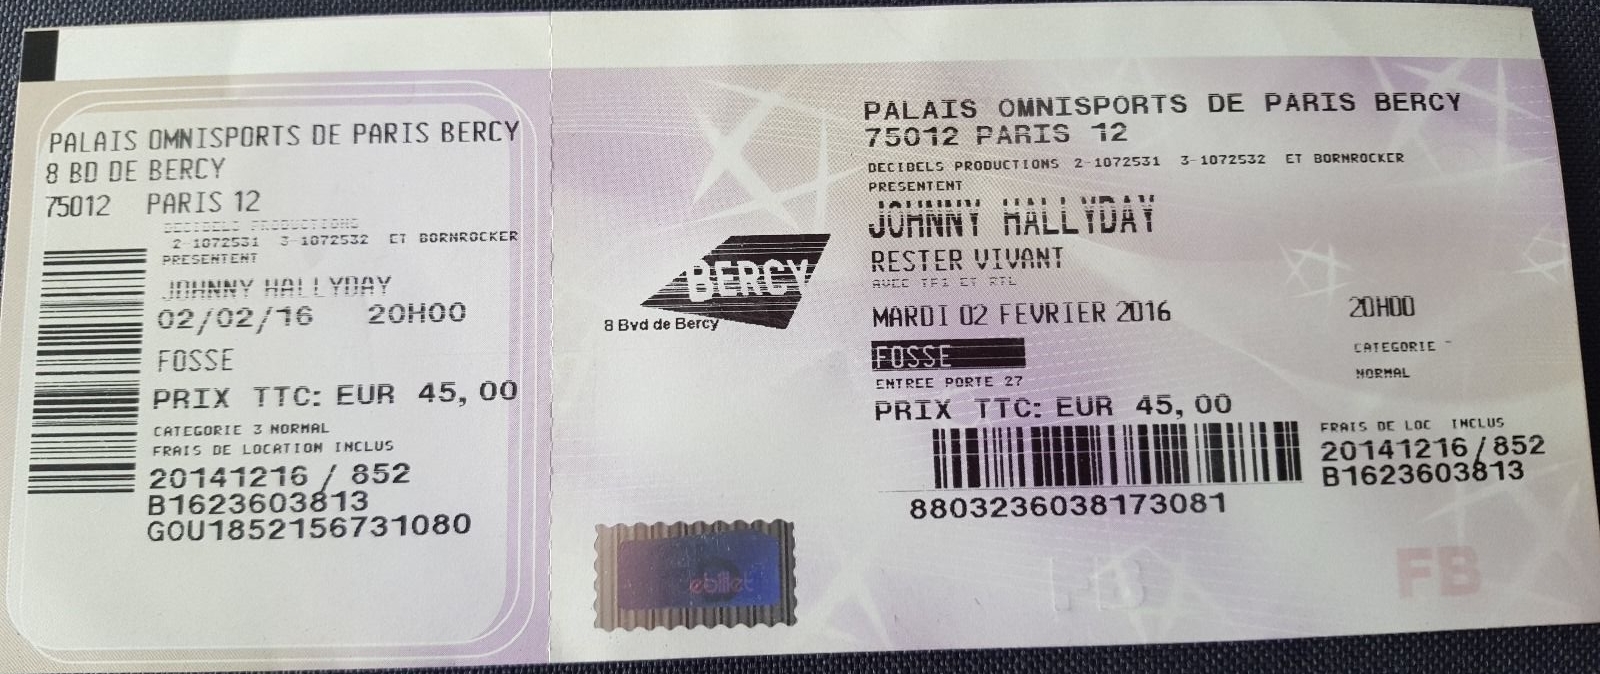 PALAIS OMNISPORTS DE PARIS BERCY
8 BD DE BERCY
75012 PARIS 12
DECIBELS PRODUCTIONS
2-1072531 3-1072532 ET BORNROCKER
PRESENTENT
JOHNNY HALLYDAY
02/02/16 20H00
FOSSE
PRIX TTC: EUR 45,00
CATEGORIE 3 NORMAL
FRAIS DE LOCATION INCLUS
20141216 / 852
B1623603813
GOU1852156731080
BERCY
8 Bvd de Bercy
ebillet
PALAIS OMNISPORTS DE PARIS BERCY
75012 PARIS 12
DECIBELS PRODUCTIONS 2-1072531 3-1072532 ET BORNROCKER
PRESENTENT
JOHNNY HALLYDAY
RESTER VIVANT
AVEC TF1 ET RTL
MARDI 02 FEVRIER 2016 20H00
FOSSE CATEGORIE
ENTREE PORTE 27 NORMAL
PRIX TTC: EUR 45,00
FRAIS DE LOC INCLUS
20141216/852
B1623603813
8803236038173081
FB
FB